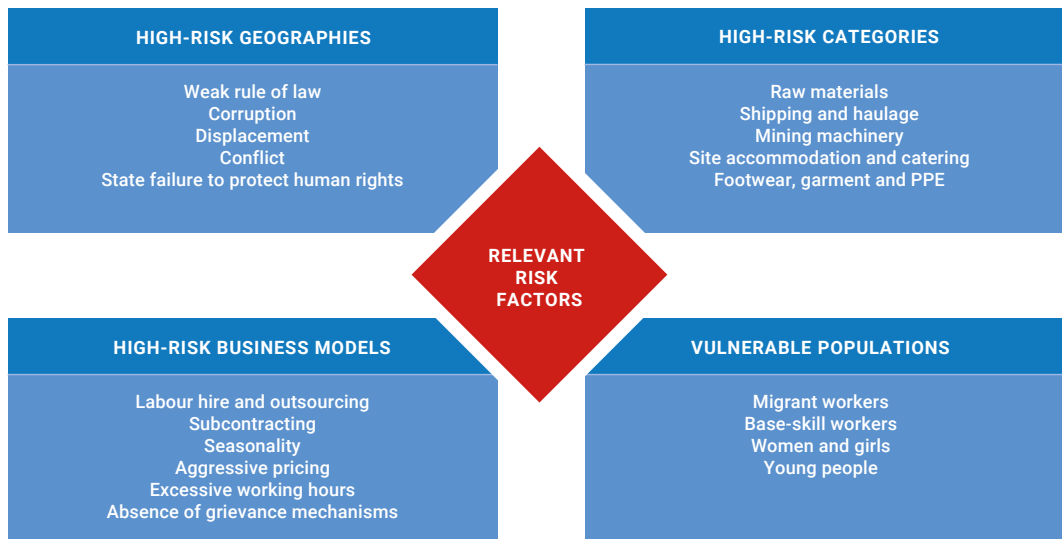 HIGH-RISK GEOGRAPHIES
Weak rule of law
Corruption
Displacement
Conflict
State failure to protect human rights
HIGH-RISK CATEGORIES
Raw materials
Shipping and haulage
Mining machinery
Site accommodation and catering
Footwear, garment and PPE
RELEVANT
RISK
FACTORS
HIGH-RISK BUSINESS MODELS
Labour hire and outsourcing
Subcontracting
Seasonality
Aggressive pricing
Excessive working hours
Absence of grievance mechanisms
VULNERABLE POPULATIONS
Migrant workers
Base-skill workers
Women and girls
Young people